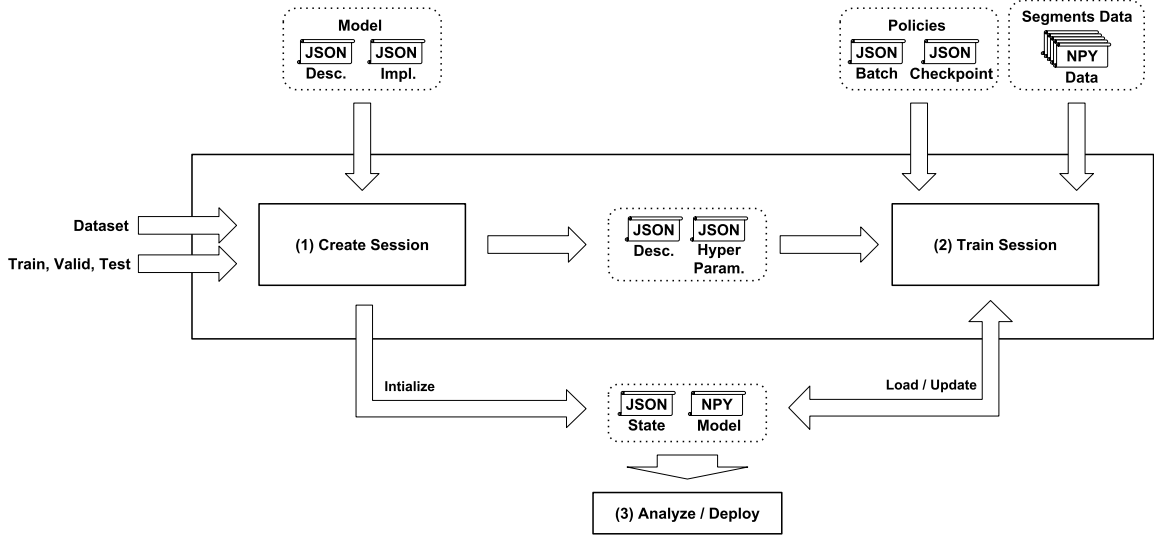 Model
JSON JSON
Desc. Impl.
Policies
JSON JSON
Batch Checkpoint
Segments Data
NPY
Data
Dataset
Train, Valid, Test
(1) Create Session
JSON JSON
Desc. Hyper
Param.
(2) Train Session
Intialize
Load / Update
JSON NPY
State Model
(3) Analyze / Deploy